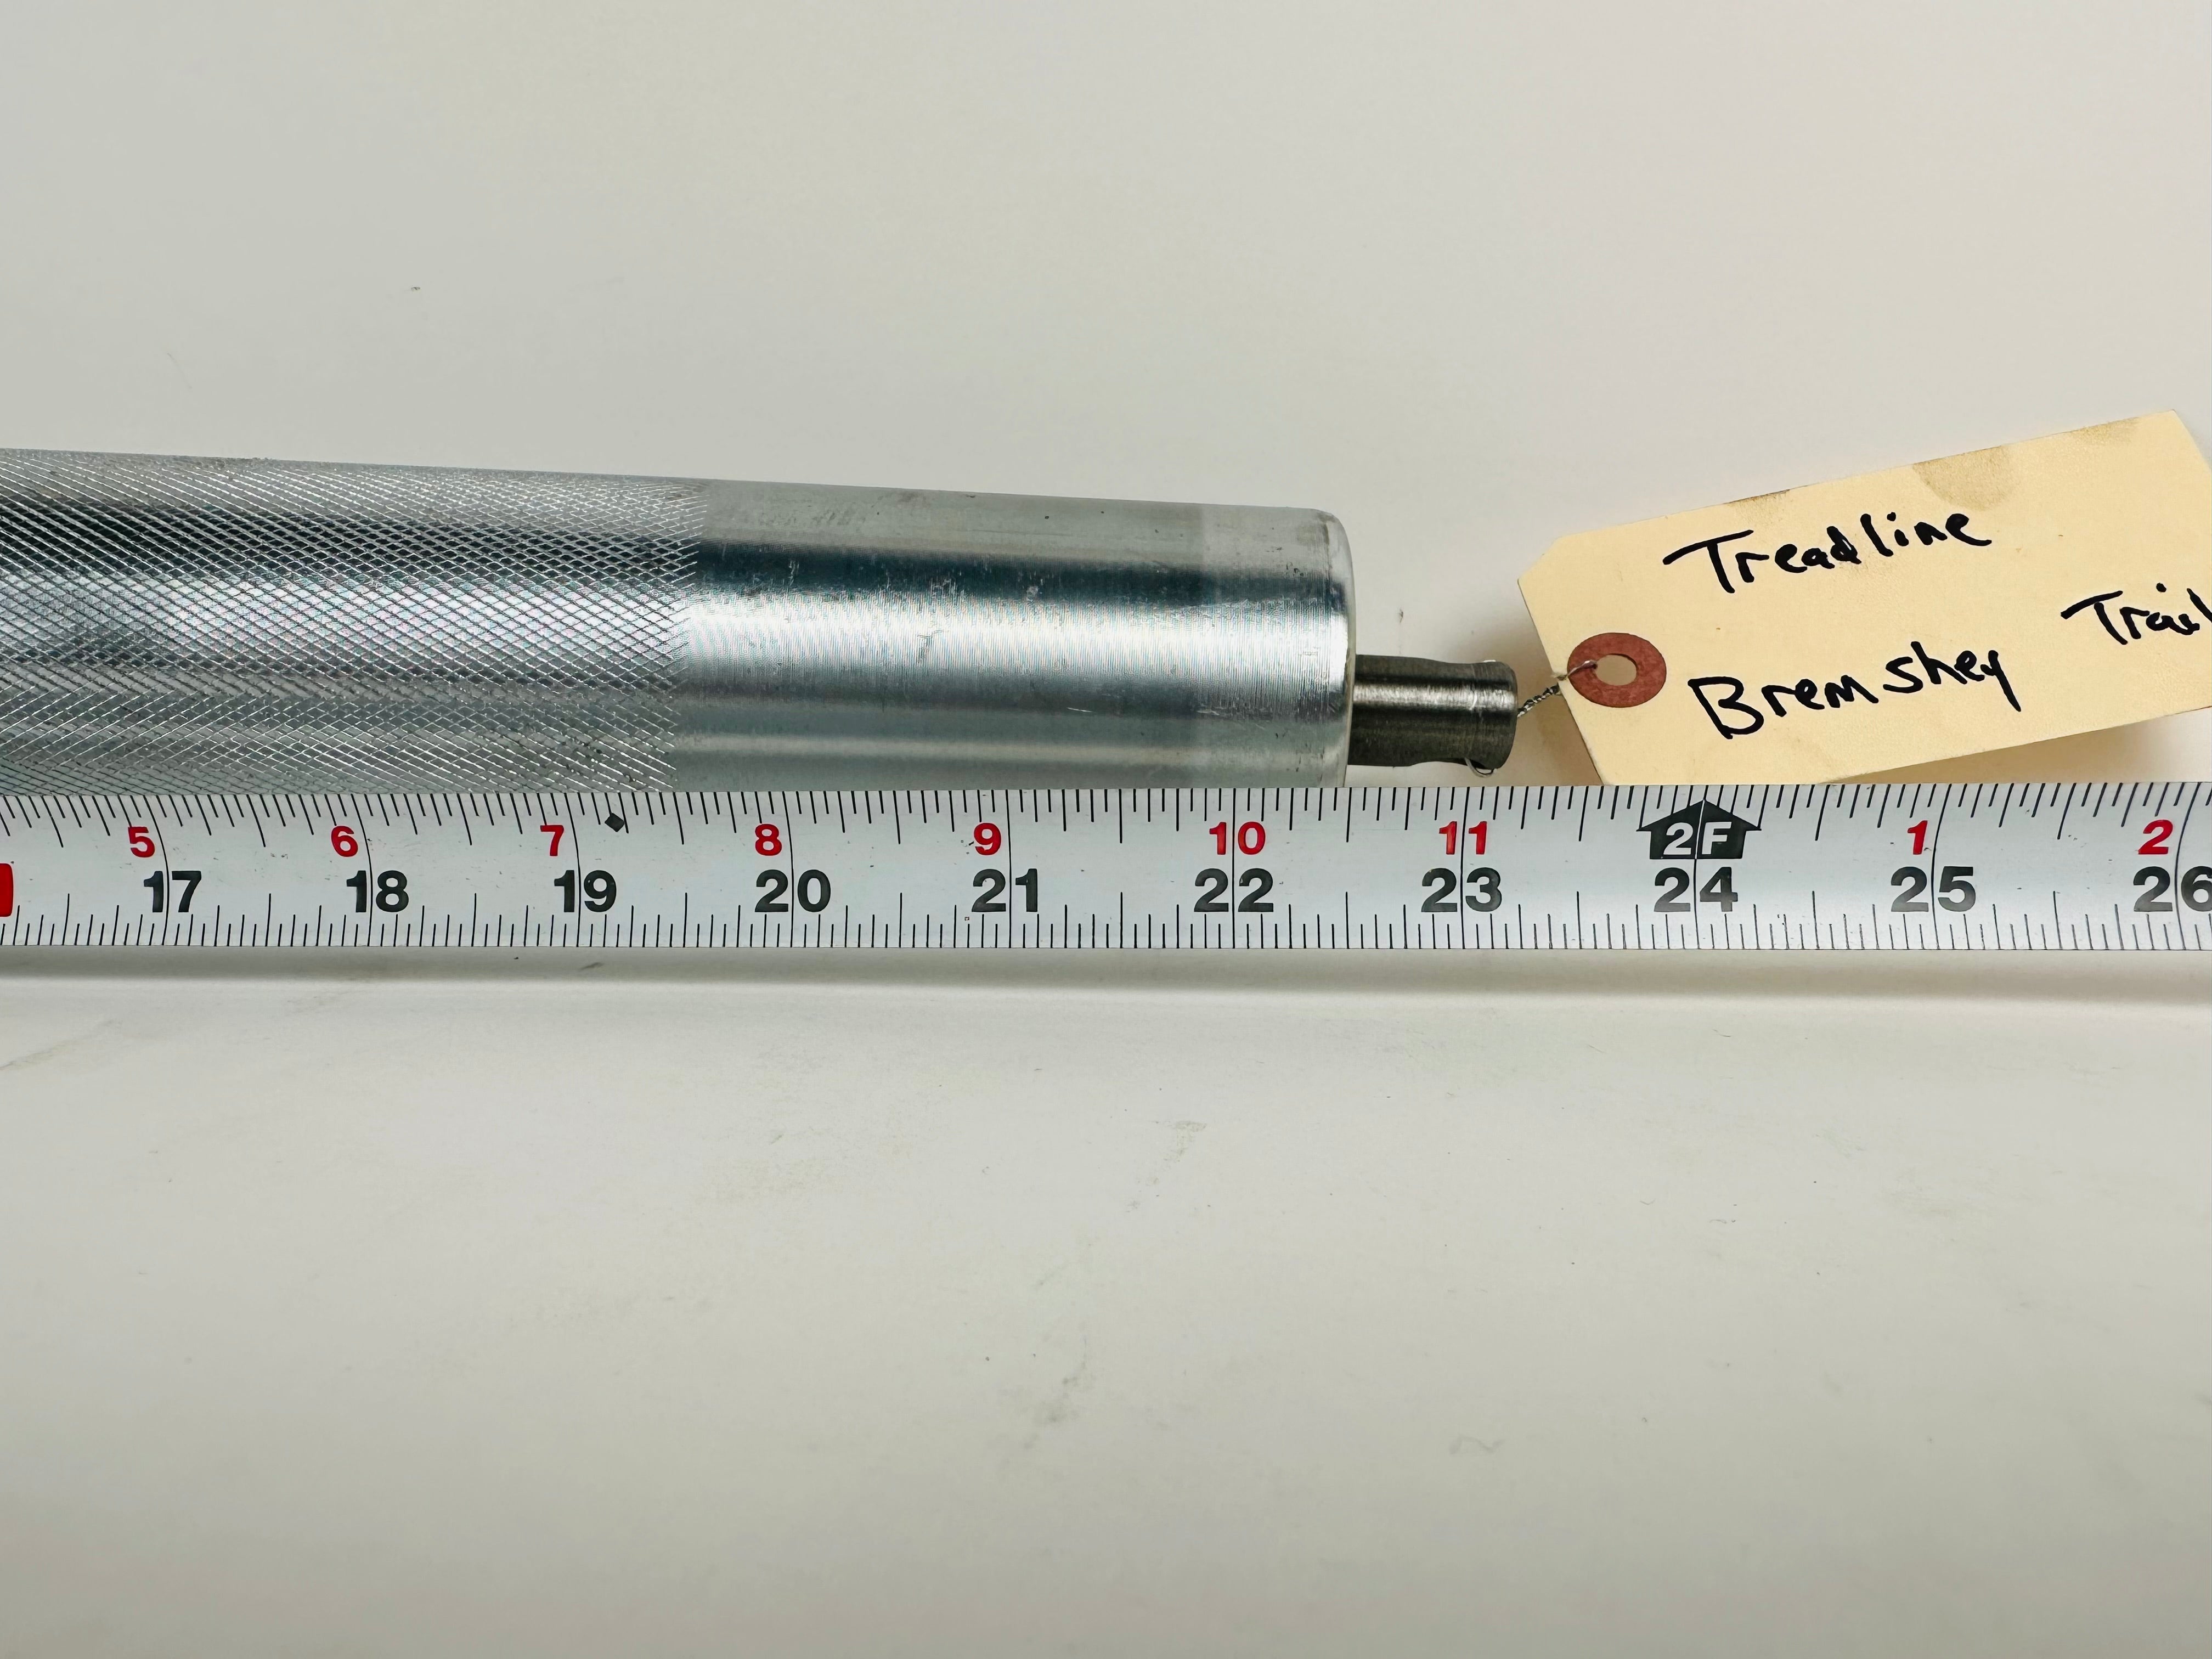 Treadline
Trail
Bremshey
5 6 7 8 9 10 11 2F 1 2
17 18 19 20 21 22 23 24 25 26